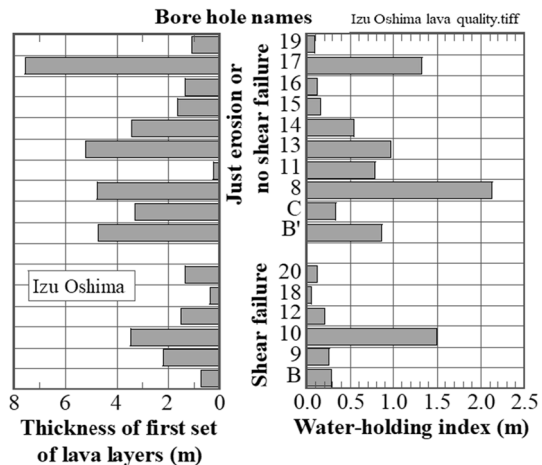 Bore hole names
Izu Oshima lava quality.tiff
Just erosion or
no shear failure
19
17
16
15
14
13
11
8
C
B'
Shear failure
20
18
12
10
9
B
Izu Oshima
8 6 4 2 0
Thickness of first set
of lava layers (m)
0 0.5 1.0 1.5 2.0 2.5
Water-holding index (m)